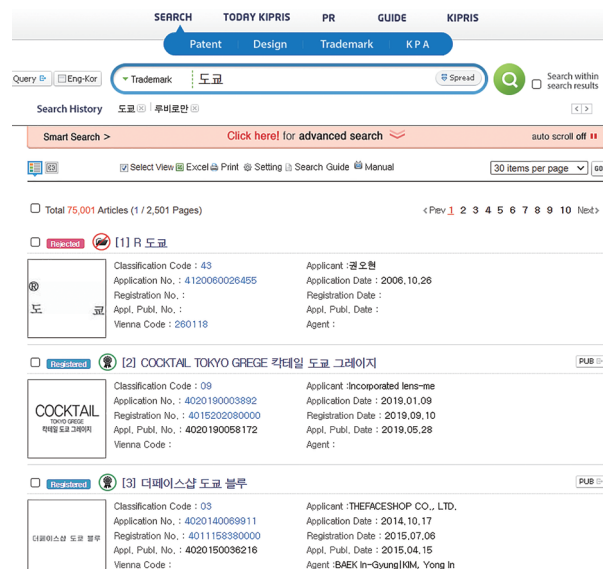 SEARCH TODAY KIPRIS PR GUIDE KIPRIS
Patent Design Trademark K P A
Query Eng-Kor Trademark 도쿄 Spread Search within search results
Search History 도쿄 루비로만
Smart Search > Click here! for advanced search auto scroll off
Select View Excel Print Setting Search Guide Manual 30 items per page GO
Total 75,001 Articles (1 / 2,501 Pages) <Prev 1 2 3 4 5 6 7 8 9 10 Next>
Rejected [1] R 도쿄
Classification Code : 43 Applicant :권오현
Application No. : 4120060026455 Application Date : 2006.10.26
Registration No. : Registration Date :
Appl. Publ. No. : Appl. Publ. Date :
Vienna Code : 260118 Agent :
® 도 쿄
Registered [2] COCKTAIL TOKYO GREGE 칵테일 도쿄 그레이지 PUB
Classification Code : 09 Applicant :Incorporated lens-me
Application No. : 4020190003892 Application Date : 2019.01.09
Registration No. : 4015202080000 Registration Date : 2019.09.10
Appl. Publ. No. : 4020190058172 Appl. Publ. Date : 2019.05.28
Vienna Code : Agent :
COCKTAIL
TOKYO GREGE
칵테일 도쿄 그레이지
Registered [3] 더페이스샵 도쿄 블루 PUB
Classification Code : 03 Applicant :THEFACESHOP CO., LTD.
Application No. : 4020140069911 Application Date : 2014.10.17
Registration No. : 4011158380000 Registration Date : 2015.07.06
Appl. Publ. No. : 4020150036216 Appl. Publ. Date : 2015.04.15
Vienna Code : Agent :BAEK In-Gyung|KIM, Yong In
더페이스샵 도쿄 블루